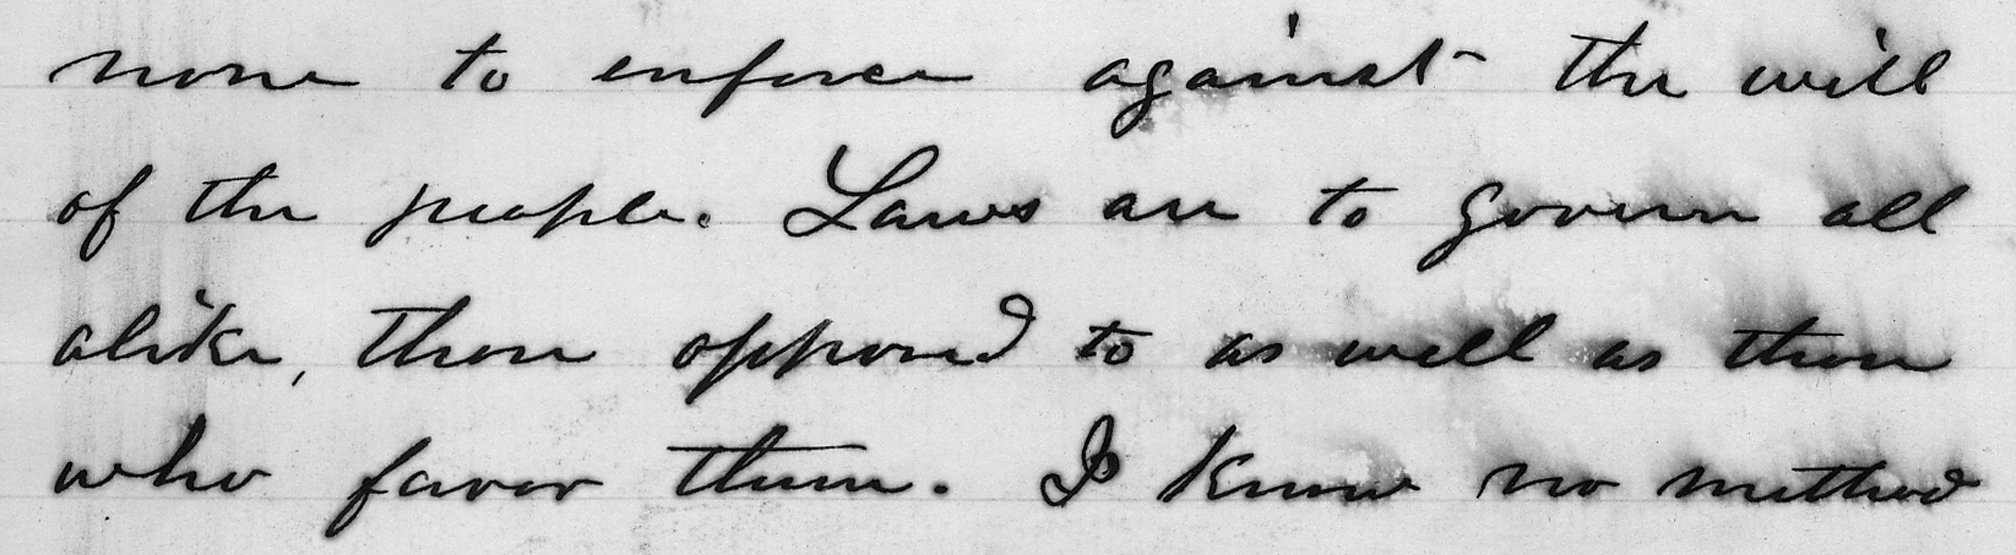 none to enforce against the will
of the people. Laws are to govern all
alike, those opposed to as well as those
who favor them. I know no method